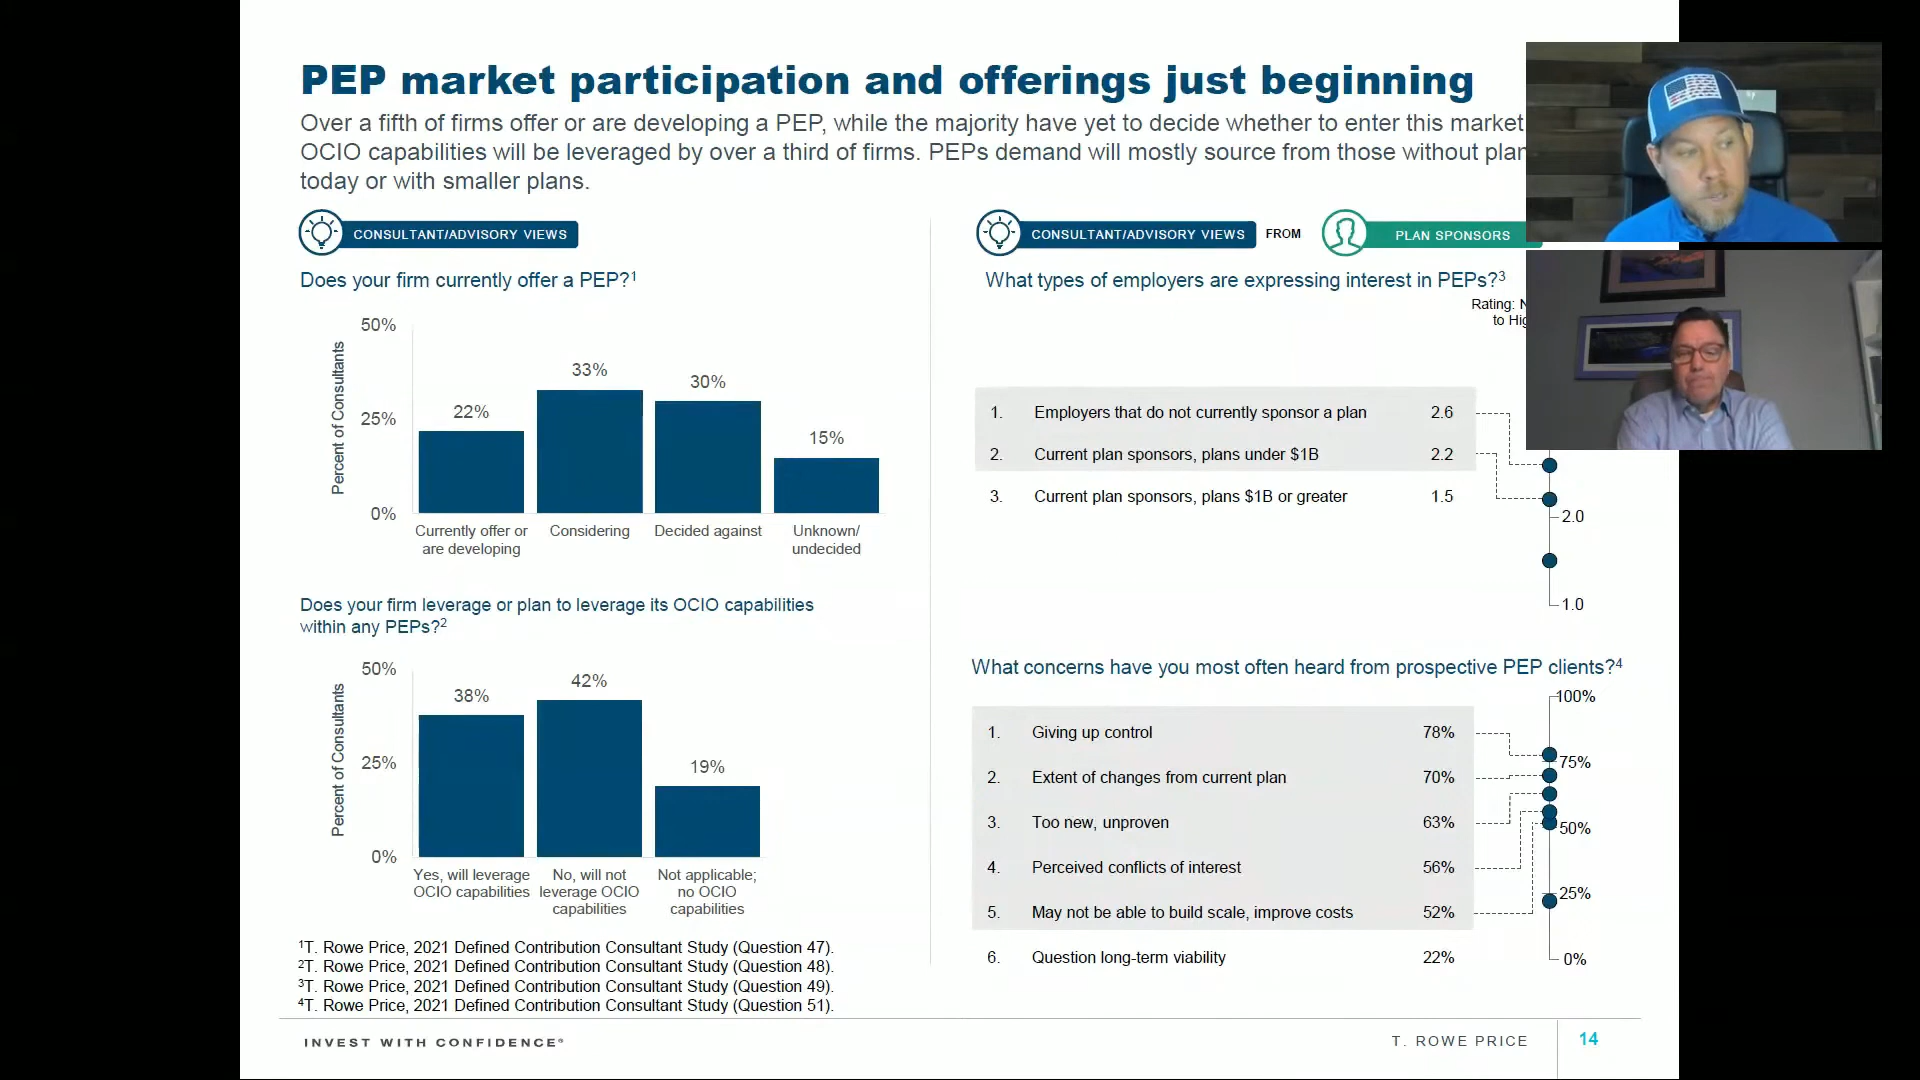 PEP market participation and offerings just beginning
Over a fifth of firms offer or are developing a PEP, while the majority have yet to decide whether to enter this market
OCIO capabilities will be leveraged by over a third of firms. PEPs demand will mostly source from those without plan
today or with smaller plans.
CONSULTANT/ADVISORY VIEWS
Does your firm currently offer a PEP?¹
Percent of Consultants
50%
25%
0%
22%
33%
30%
15%
Currently offer or
are developing
Considering
Decided against
Unknown/
undecided
Does your firm leverage or plan to leverage its OCIO capabilities
within any PEPs?²
Percent of Consultants
50%
25%
0%
38%
42%
19%
Yes, will leverage
OCIO capabilities
No, will not
leverage OCIO
capabilities
Not applicable;
no OCIO
capabilities
¹T. Rowe Price, 2021 Defined Contribution Consultant Study (Question 47).
²T. Rowe Price, 2021 Defined Contribution Consultant Study (Question 48).
³T. Rowe Price, 2021 Defined Contribution Consultant Study (Question 49).
⁴T. Rowe Price, 2021 Defined Contribution Consultant Study (Question 51).
CONSULTANT/ADVISORY VIEWS FROM PLAN SPONSORS
What types of employers are expressing interest in PEPs?³
Rating:
to
1. Employers that do not currently sponsor a plan 2.6
2. Current plan sponsors, plans under $1B 2.2
3. Current plan sponsors, plans $1B or greater 1.5
2.0
1.0
What concerns have you most often heard from prospective PEP clients?⁴
1. Giving up control 78%
2. Extent of changes from current plan 70%
3. Too new, unproven 63%
4. Perceived conflicts of interest 56%
5. May not be able to build scale, improve costs 52%
6. Question long-term viability 22%
100%
75%
50%
25%
0%
INVEST WITH CONFIDENCE®
T. ROWE PRICE
14